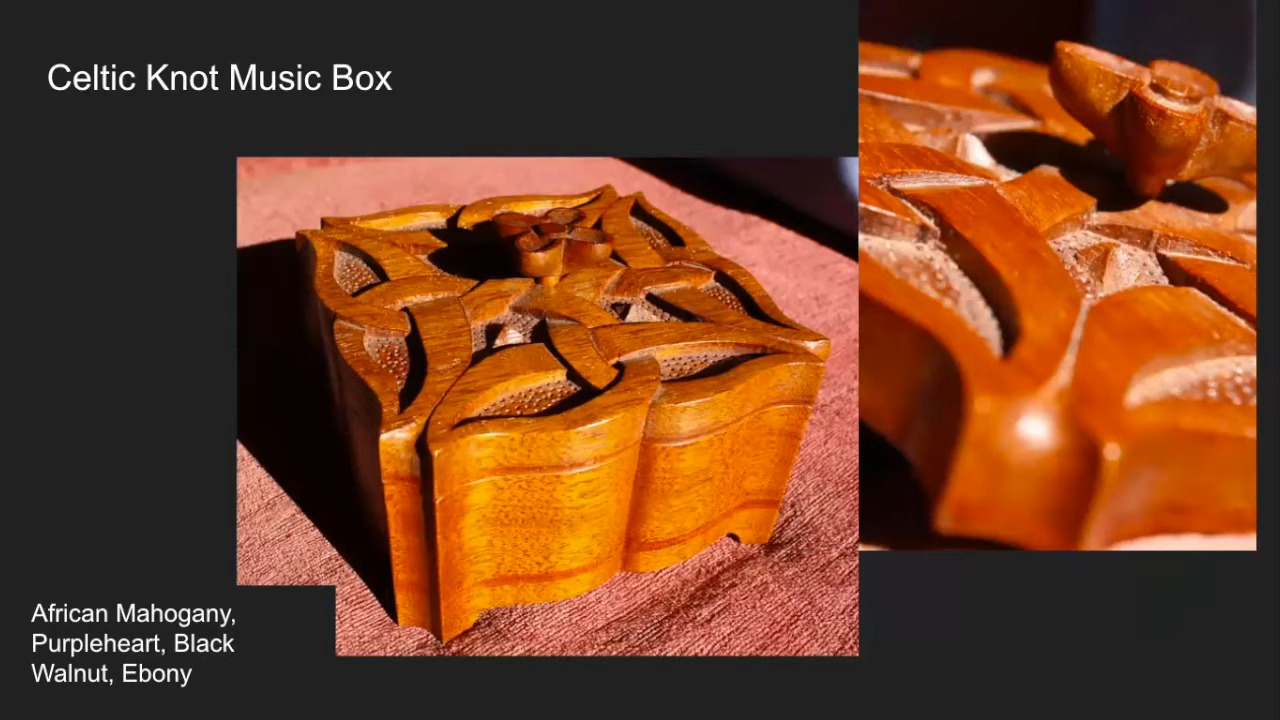 Celtic Knot Music Box
African Mahogany,
Purpleheart, Black
Walnut, Ebony